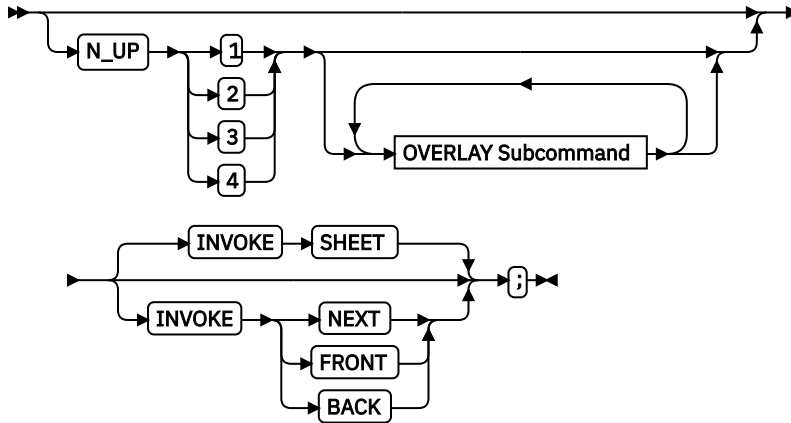 N_UP 1
2
3
4
OVERLAY Subcommand
INVOKE SHEET
;
INVOKE NEXT
FRONT
BACK